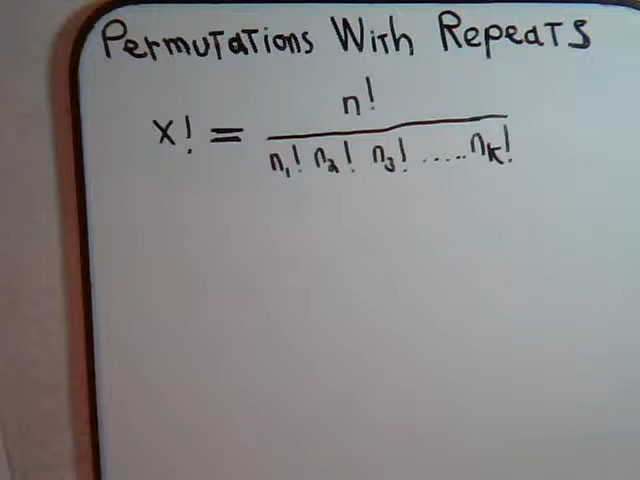 Permutations With Repeats
x! = n! / n₁! n₂! n₃! ..... nₖ!